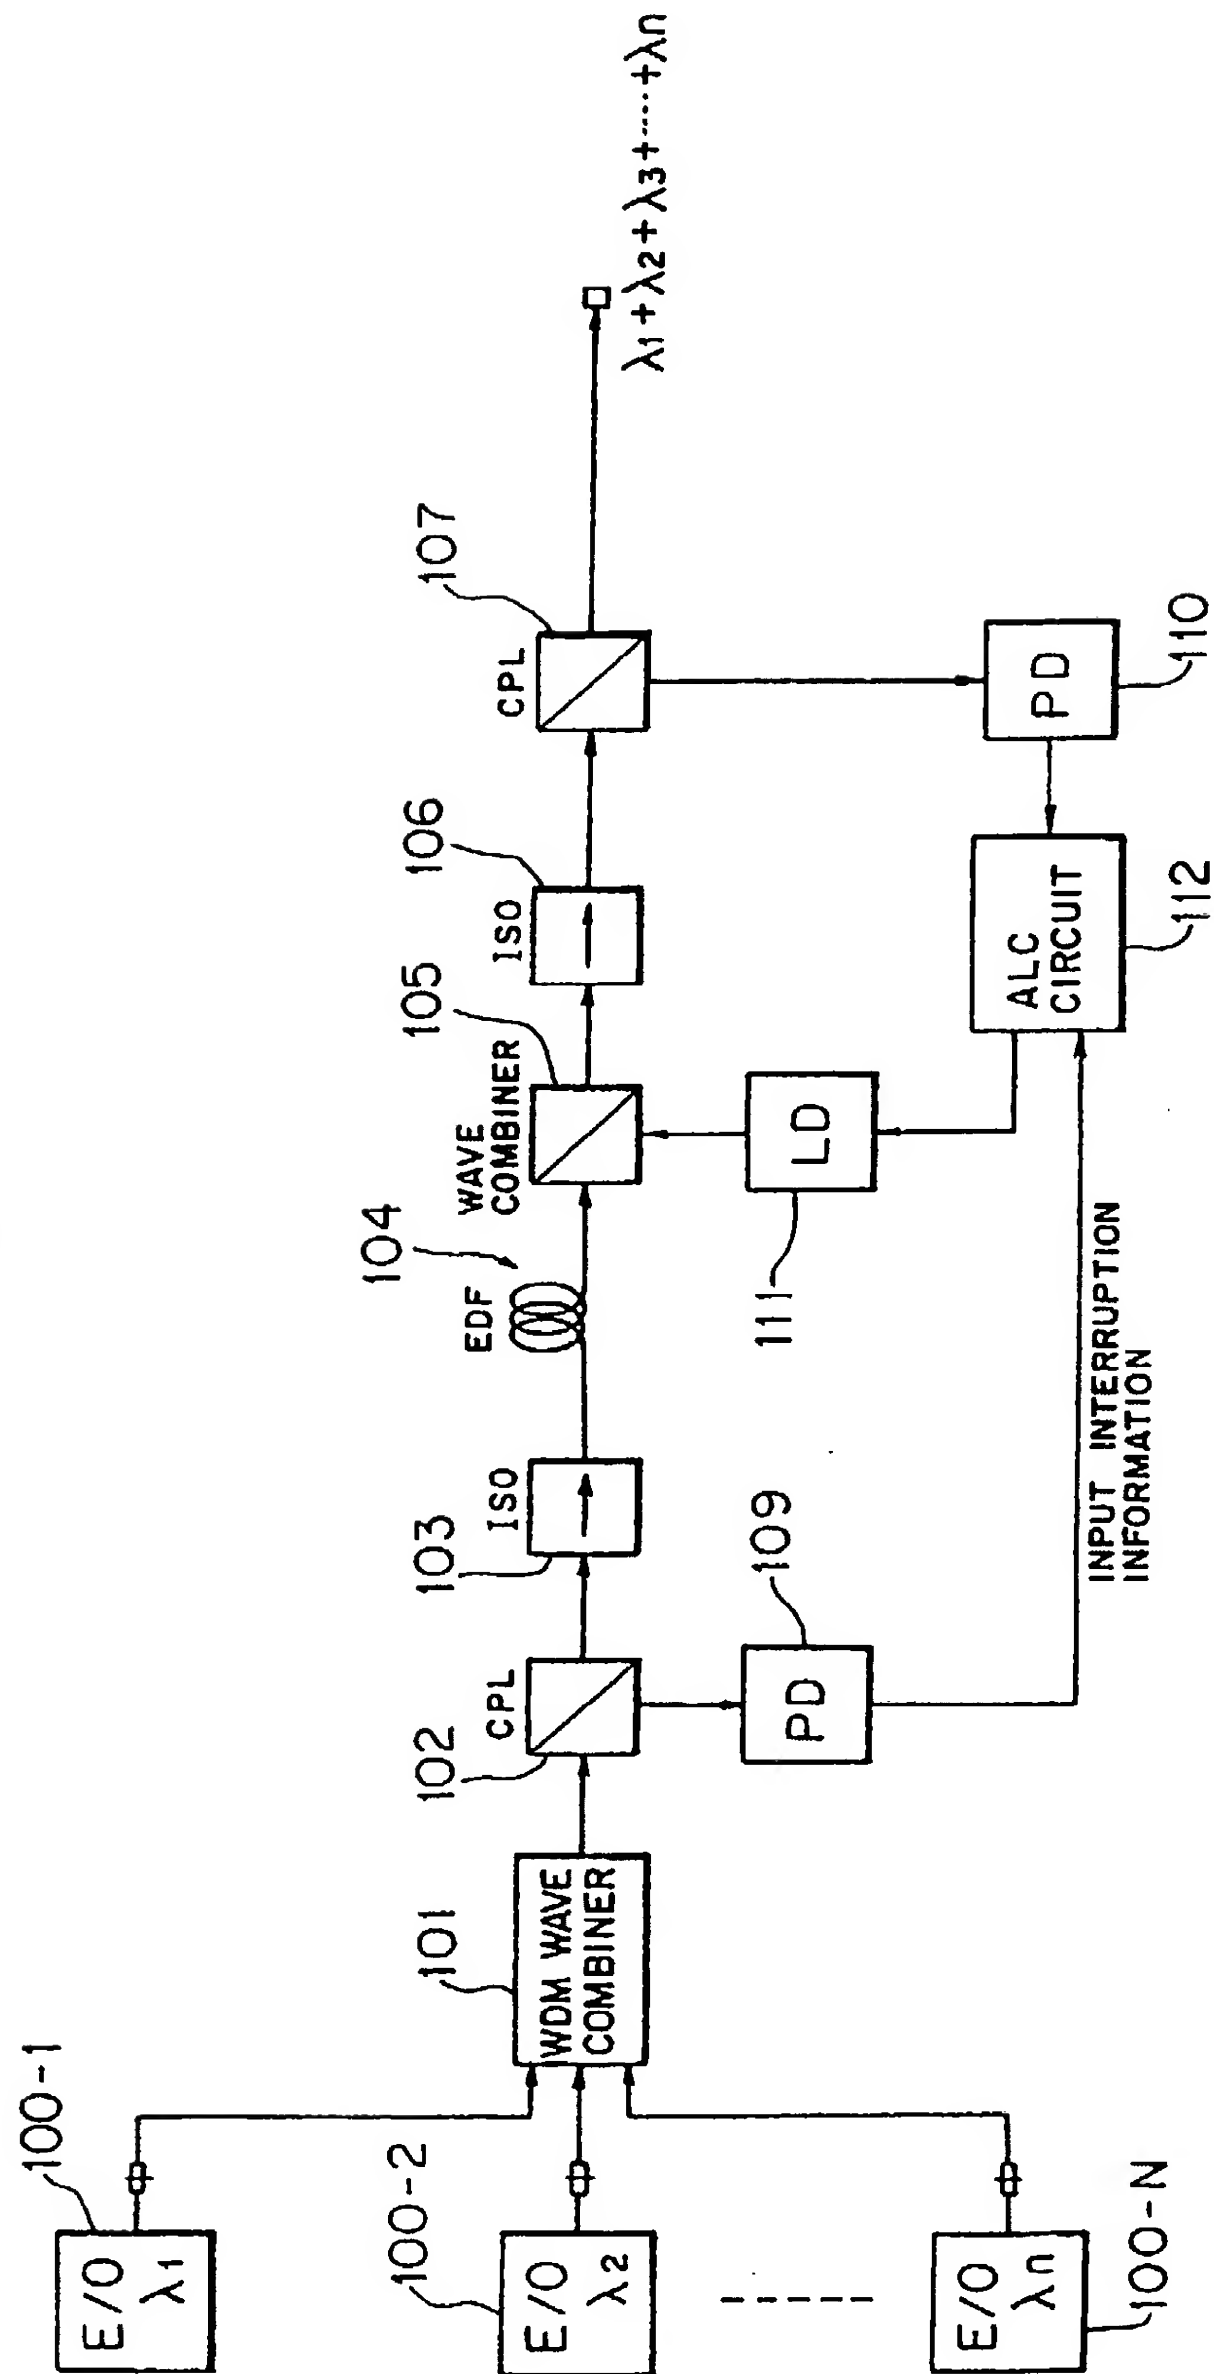 100-1
E/O
λ1
100-2
E/O
λ2
100-N
E/O
λn
101
WDM WAVE
COMBINER
102
CPL
103
ISO
EDF
104
WAVE
COMBINER
105
ISO
106
CPL
107
λ1+λ2+λ3+·····+λn
PD
109
LD
111
ALC
CIRCUIT
112
PD
110
INPUT INTERRUPTION
INFORMATION